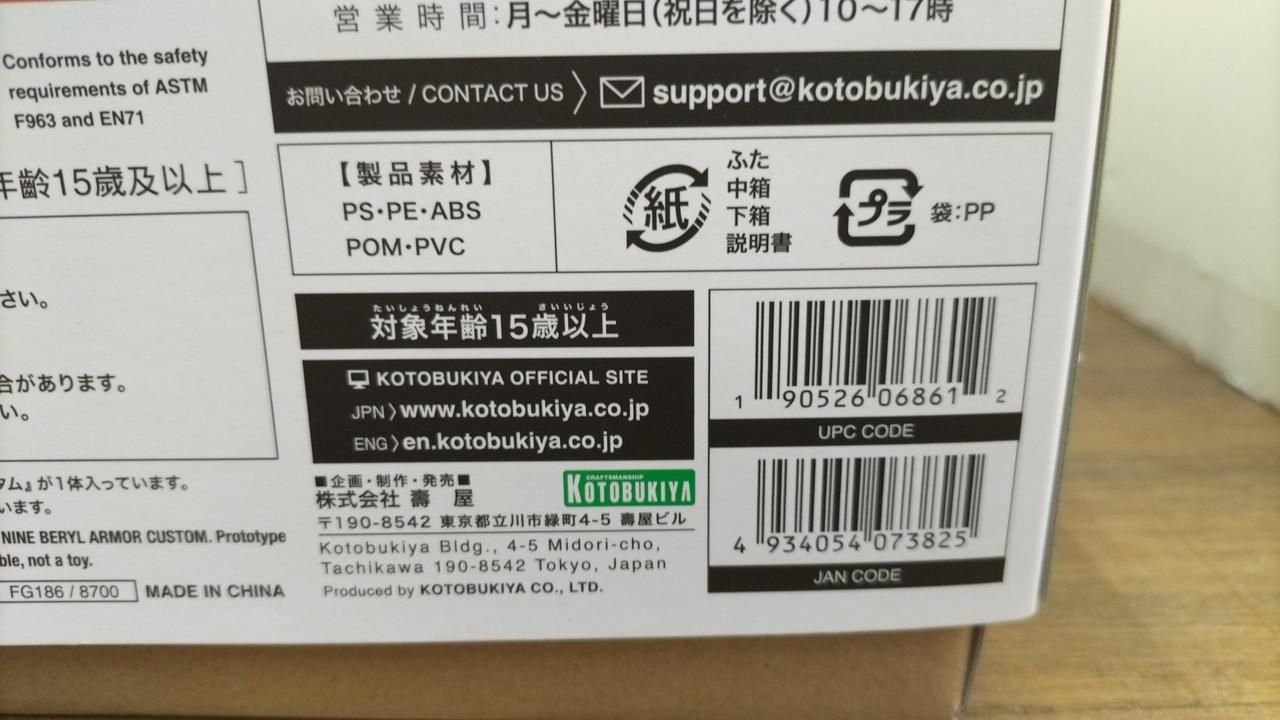 営業時間：月～金曜日（祝日を除く）10～17時
Conforms to the safety
requirements of ASTM
F963 and EN71
お問い合わせ / CONTACT US 〉 support@kotobukiya.co.jp
年齢15歳及以上］
【製品素材】
PS・PE・ABS
POM・PVC
紙
ふた
中箱
下箱
説明書
プラ
袋：PP
さい。
合があります。
い。
たいしょうねんれい さいいじょう
対象年齢15歳以上
KOTOBUKIYA OFFICIAL SITE
JPN 〉www.kotobukiya.co.jp
ENG 〉en.kotobukiya.co.jp
1 90526 06861 2
UPC CODE
4 934054 073825
JAN CODE
タム』が1体入っています。
います。
NINE BERYL ARMOR CUSTOM. Prototype
ble, not a toy.
FG186 / 8700 MADE IN CHINA
■企画・制作・発売■
株式会社 壽 屋
CRAFTSMANSHIP
KOTOBUKIYA
〒190-8542 東京都立川市緑町4-5 壽屋ビル
Kotobukiya Bldg., 4-5 Midori-cho,
Tachikawa 190-8542 Tokyo, Japan
Produced by KOTOBUKIYA CO., LTD.